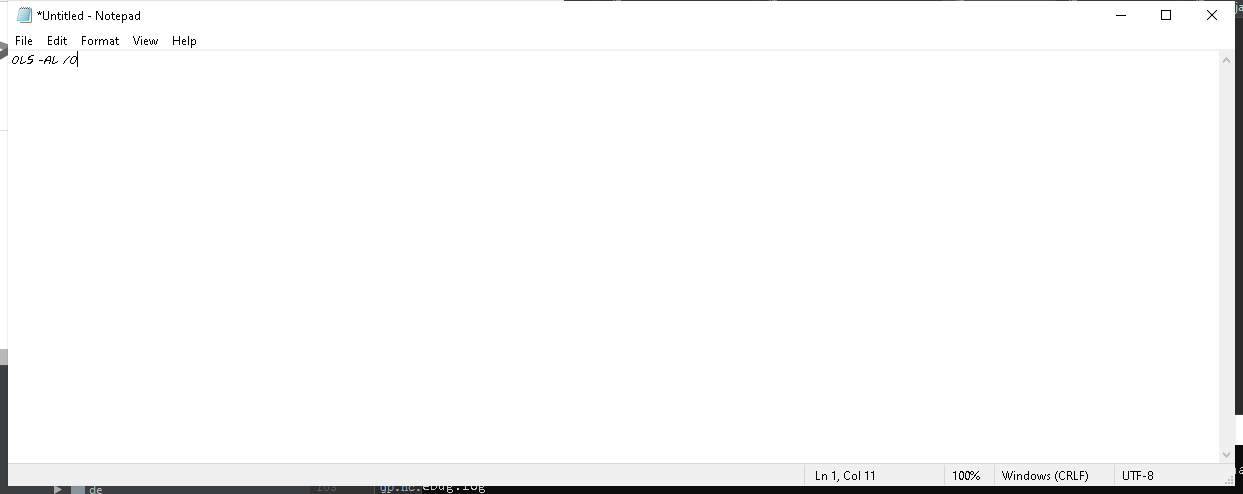 *Untitled - Notepad
File Edit Format View Help
OLS -AL /O
Ln 1, Col 11 100% Windows (CRLF) UTF-8
de 103 gp.nc.ebug.log